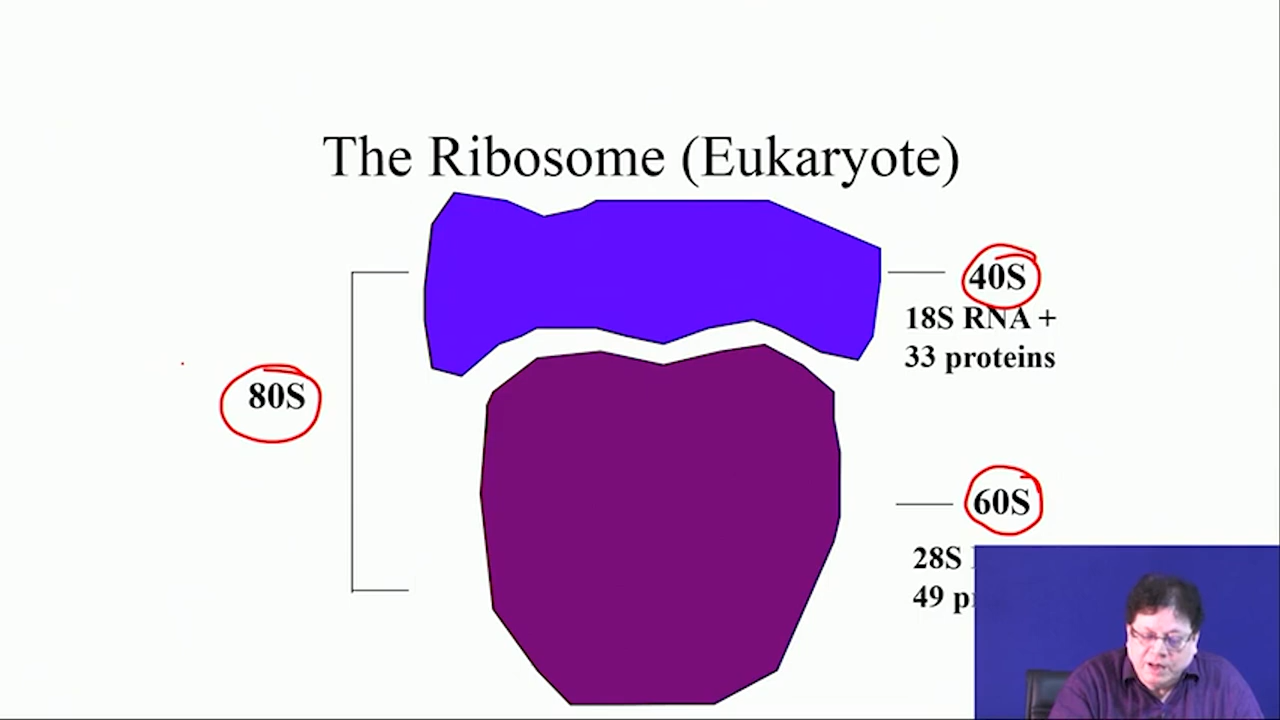 The Ribosome (Eukaryote)
40S
18S RNA +
33 proteins
80S
60S
28S
49